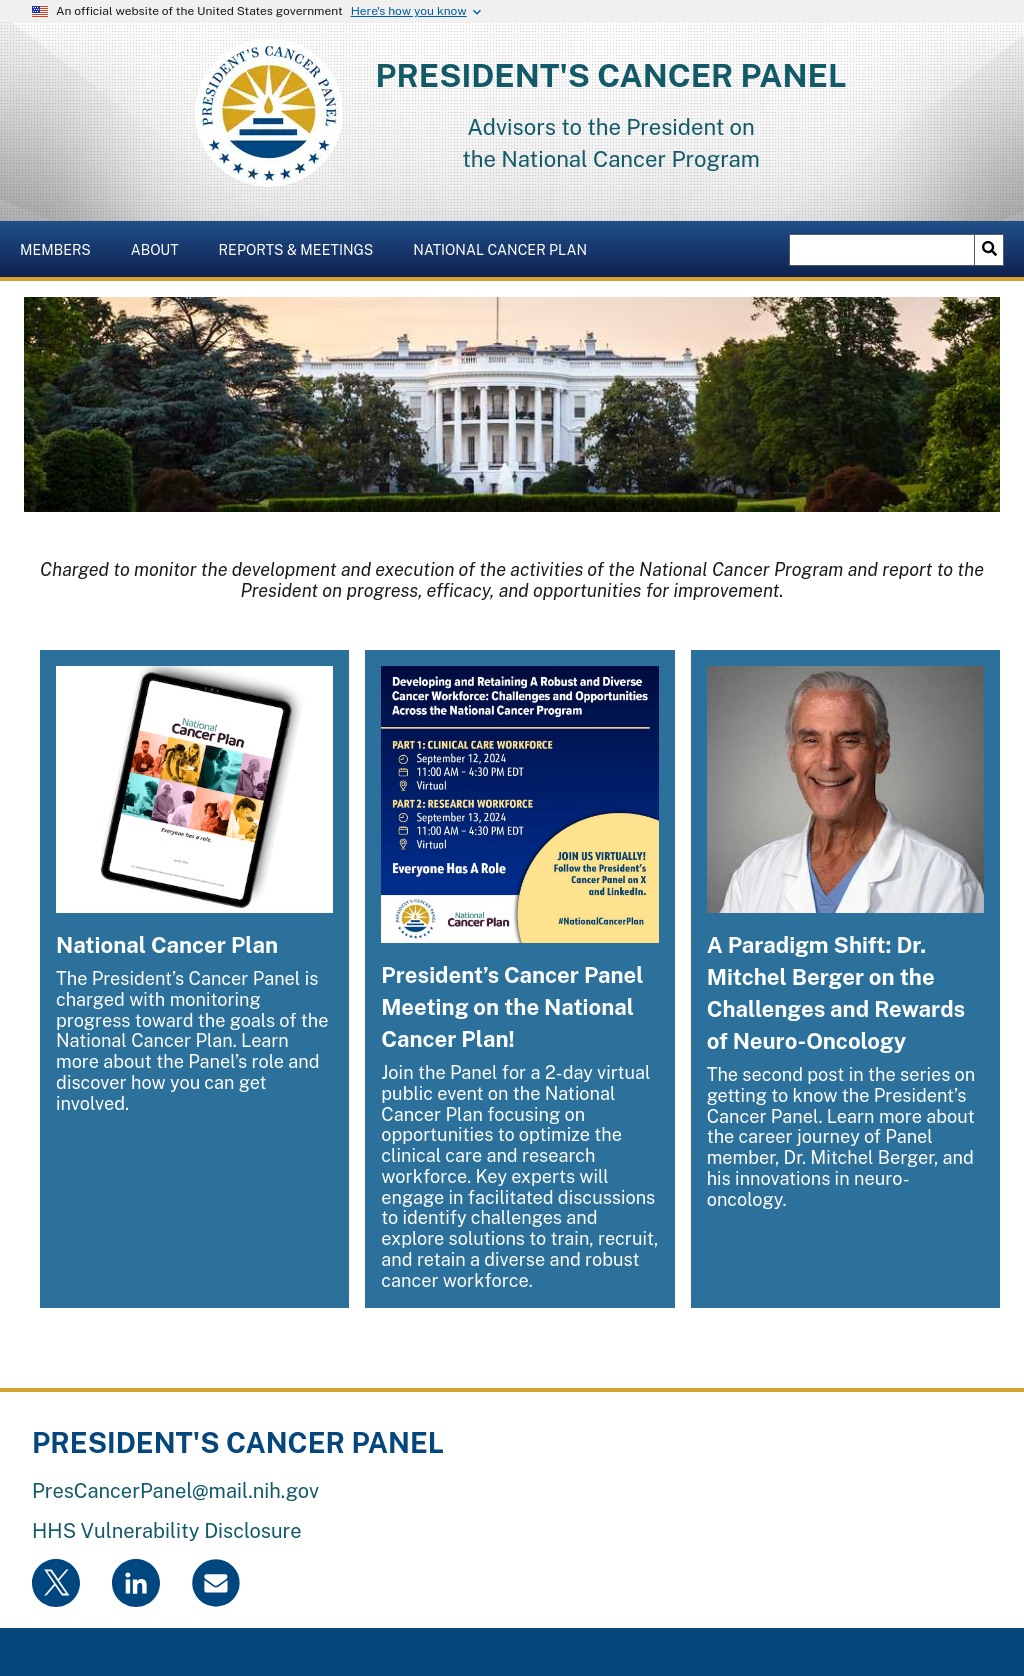 An official website of the United States government Here's how you know
PRESIDENT'S CANCER PANEL
PRESIDENT'S CANCER PANEL
Advisors to the President on
the National Cancer Program
MEMBERS ABOUT REPORTS & MEETINGS NATIONAL CANCER PLAN
Charged to monitor the development and execution of the activities of the National Cancer Program and report to the
President on progress, efficacy, and opportunities for improvement.
National
Cancer Plan
Everyone has a role.
National Cancer Plan
The President’s Cancer Panel is
charged with monitoring
progress toward the goals of the
National Cancer Plan. Learn
more about the Panel’s role and
discover how you can get
involved.
Developing and Retaining A Robust and Diverse
Cancer Workforce: Challenges and Opportunities
Across the National Cancer Program
PART 1: CLINICAL CARE WORKFORCE
September 12, 2024
11:00 AM – 4:30 PM EDT
Virtual
PART 2: RESEARCH WORKFORCE
September 13, 2024
11:00 AM – 4:30 PM EDT
Virtual
Everyone Has A Role
JOIN US VIRTUALLY!
Follow the President’s
Cancer Panel on X
and LinkedIn.
#NationalCancerPlan
PRESIDENT'S CANCER PANEL
National
Cancer Plan
President’s Cancer Panel
Meeting on the National
Cancer Plan!
Join the Panel for a 2-day virtual
public event on the National
Cancer Plan focusing on
opportunities to optimize the
clinical care and research
workforce. Key experts will
engage in facilitated discussions
to identify challenges and
explore solutions to train, recruit,
and retain a diverse and robust
cancer workforce.
A Paradigm Shift: Dr.
Mitchel Berger on the
Challenges and Rewards
of Neuro-Oncology
The second post in the series on
getting to know the President’s
Cancer Panel. Learn more about
the career journey of Panel
member, Dr. Mitchel Berger, and
his innovations in neuro-
oncology.
PRESIDENT'S CANCER PANEL
PresCancerPanel@mail.nih.gov
HHS Vulnerability Disclosure
in